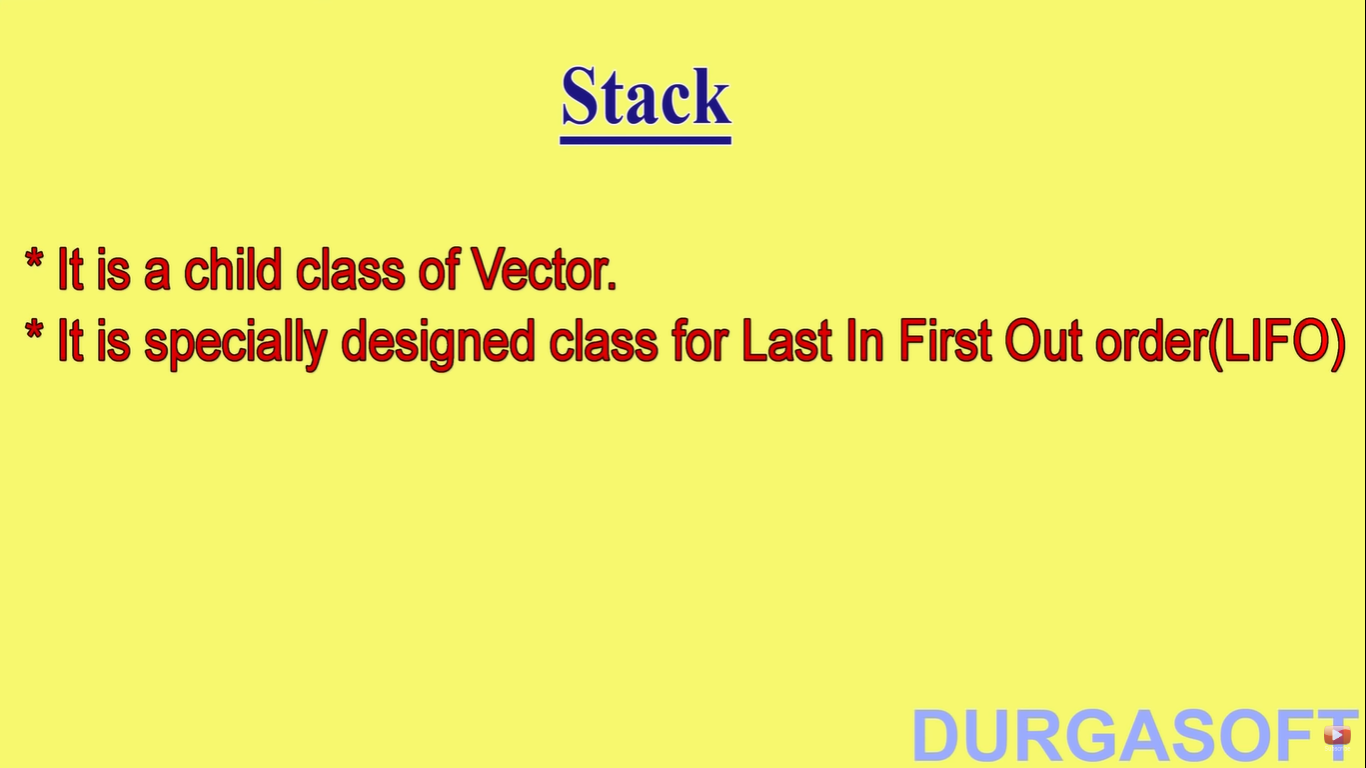 Stack
* It is a child class of Vector.
* It is specially designed class for Last In First Out order(LIFO)
DURGASOFT